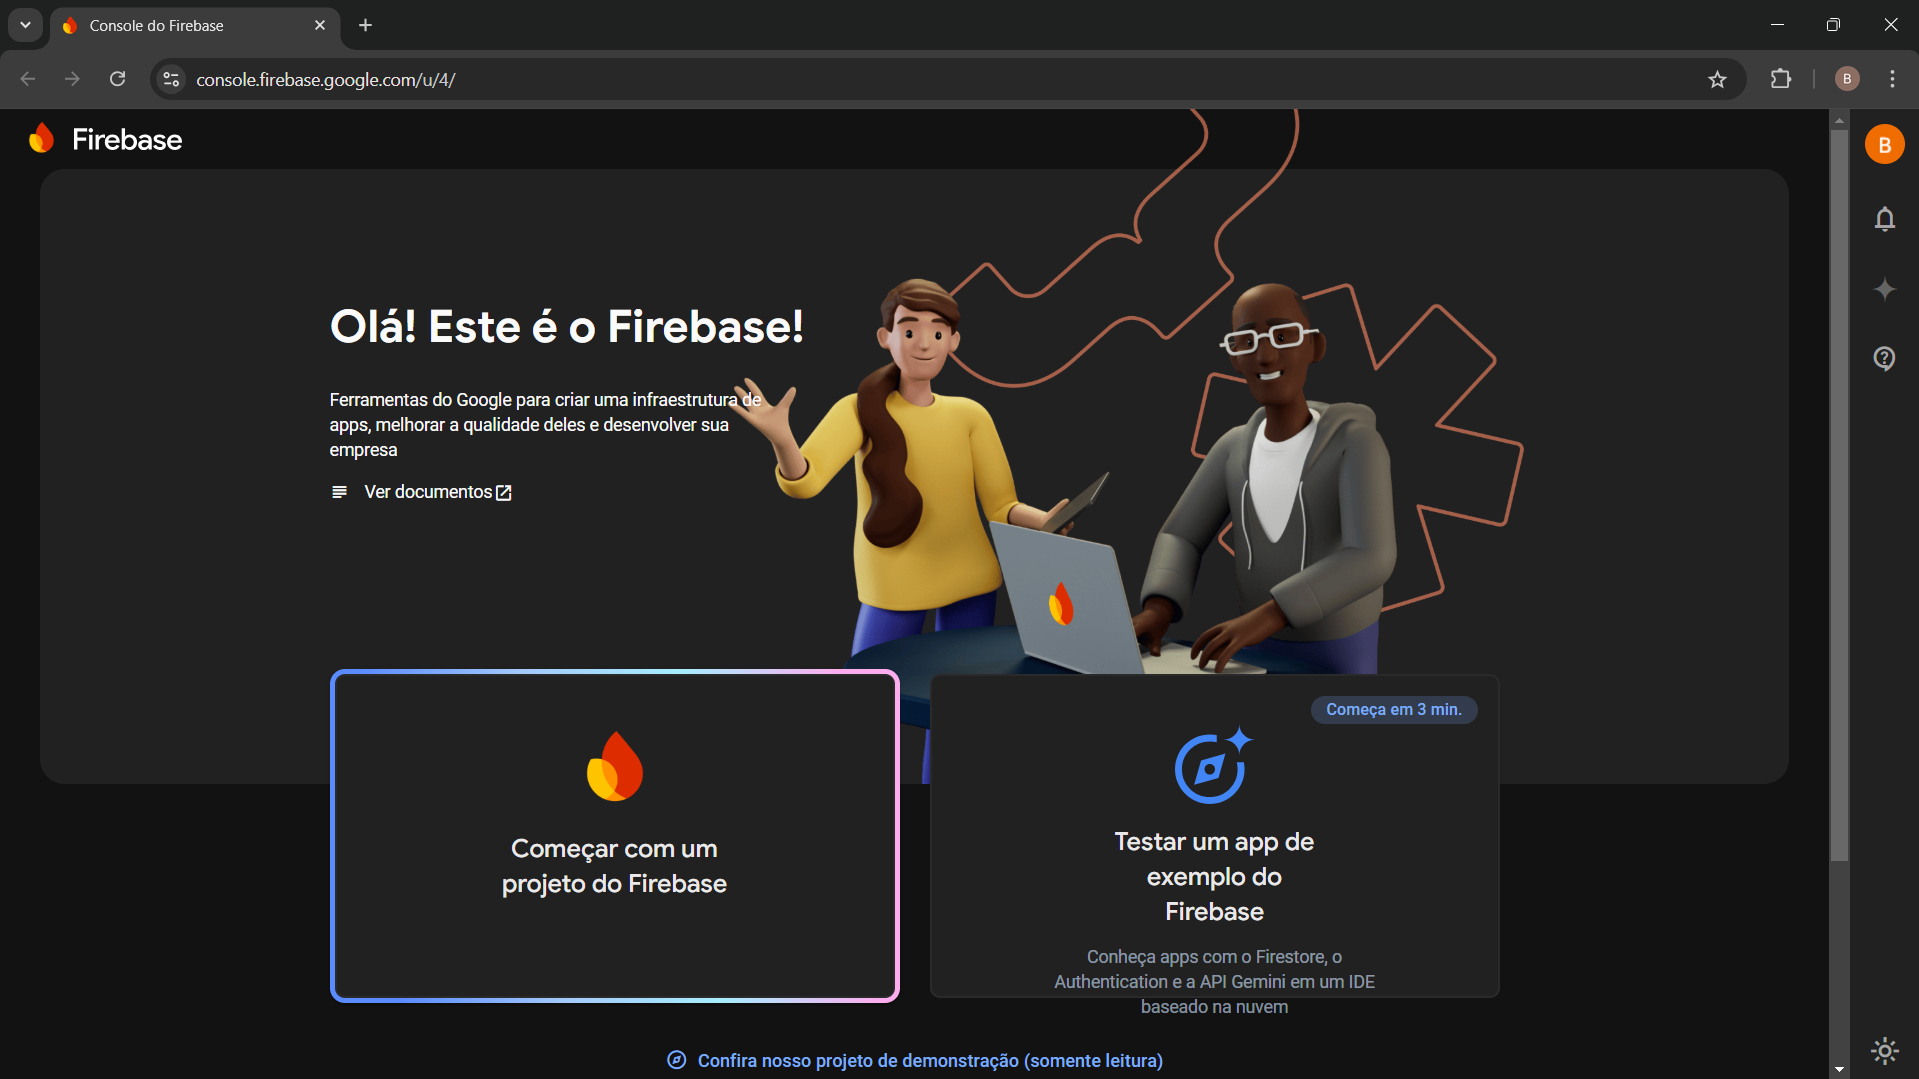 Console do Firebase
console.firebase.google.com/u/4/
B
Firebase
B
Olá! Este é o Firebase!
Ferramentas do Google para criar uma infraestrutura de
apps, melhorar a qualidade deles e desenvolver sua
empresa
Ver documentos
Começar com um
projeto do Firebase
Começa em 3 min.
Testar um app de
exemplo do
Firebase
Conheça apps com o Firestore, o
Authentication e a API Gemini em um IDE
baseado na nuvem
Confira nosso projeto de demonstração (somente leitura)